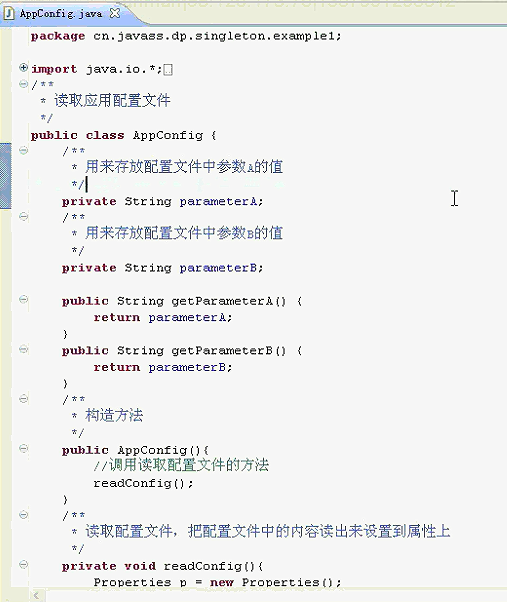 AppConfig.java
package cn.javass.dp.singleton.example1;
import java.io.*;
/**
* 读取应用配置文件
*/
public class AppConfig {
/**
* 用来存放配置文件中参数A的值
*/
private String parameterA;
/**
* 用来存放配置文件中参数B的值
*/
private String parameterB;
public String getParameterA() {
return parameterA;
}
public String getParameterB() {
return parameterB;
}
/**
* 构造方法
*/
public AppConfig(){
//调用读取配置文件的方法
readConfig();
}
/**
* 读取配置文件，把配置文件中的内容读出来设置到属性上
*/
private void readConfig(){
Properties p = new Properties();